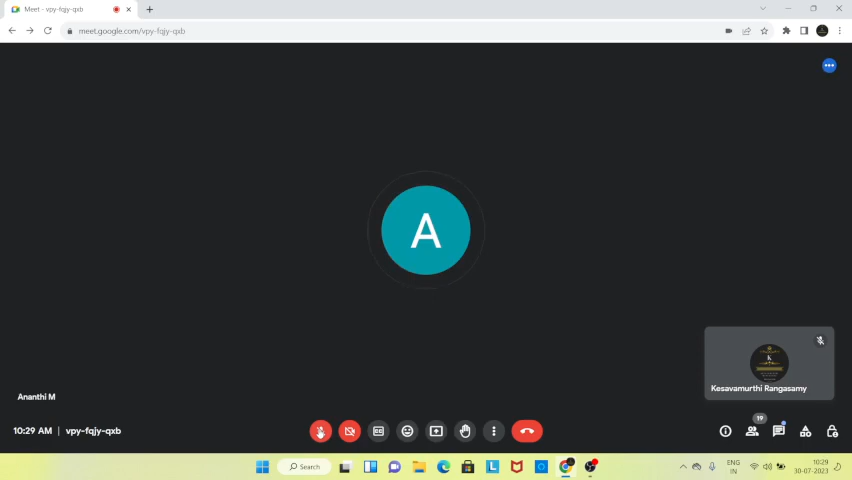 Meet - vpy-fqjy-qxb
meet.google.com/vpy-fqjy-qxb
A
K
Kesavamurthi Rangasamy
Ananthi M
10:29 AM | vpy-fqjy-qxb
CC
19
Search
L
ENG
IN
10:29
30-07-2023